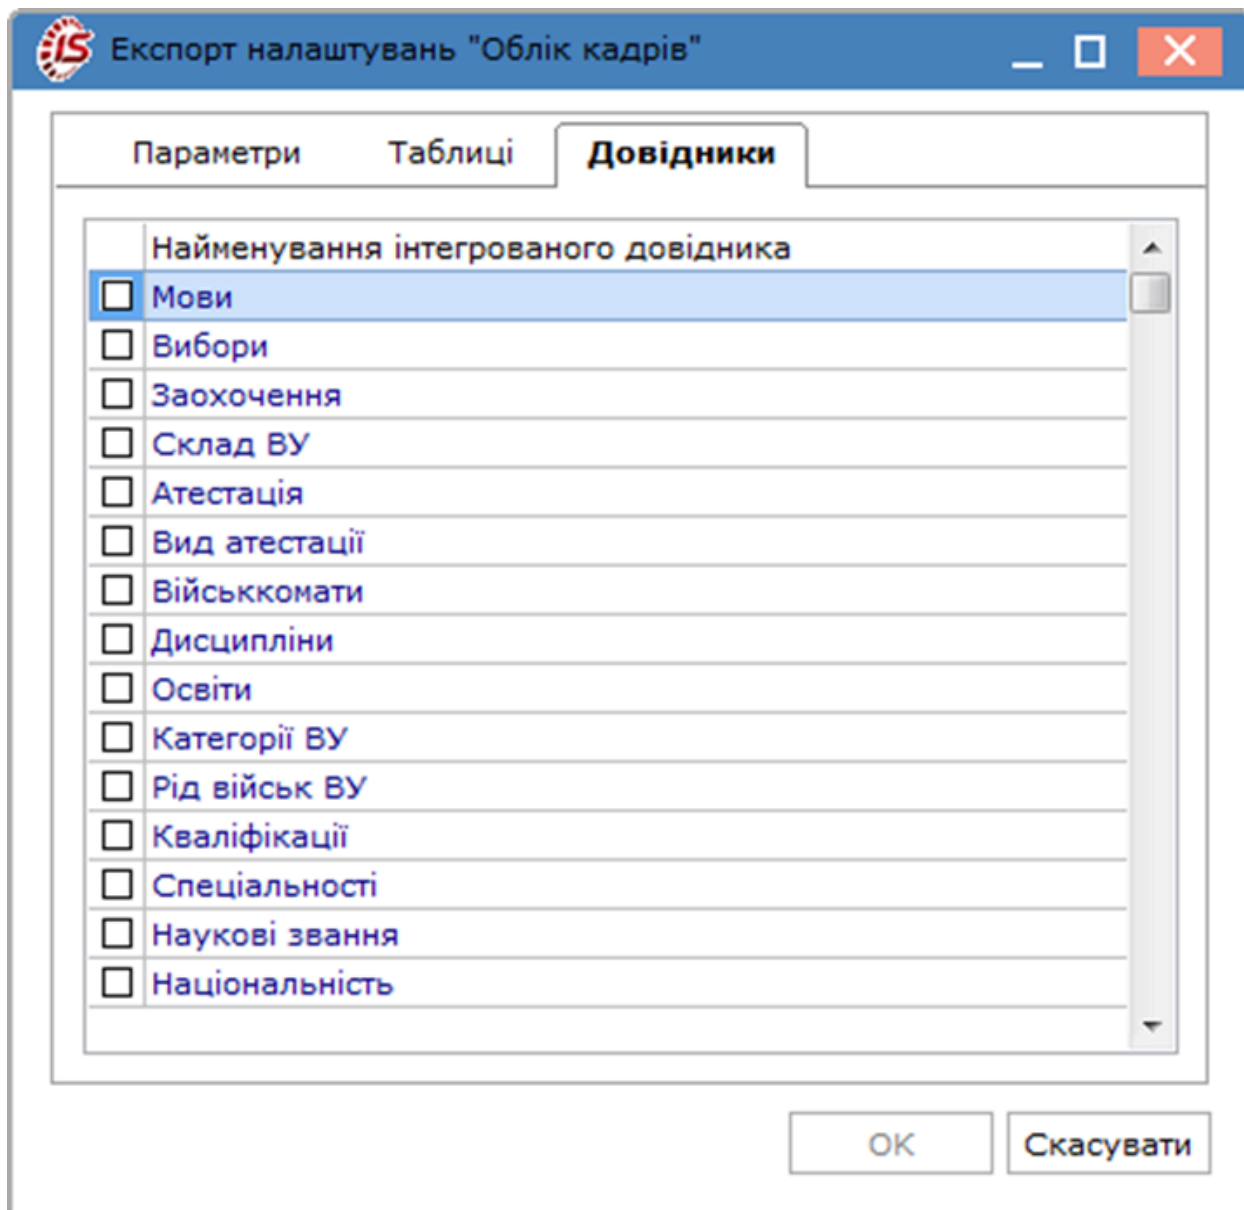 IS
Експорт налаштувань "Облік кадрів"
Параметри Таблиці Довідники
Найменування інтегрованого довідника
Мови
Вибори
Заохочення
Склад ВУ
Атестація
Вид атестації
Військкомати
Дисципліни
Освіти
Категорії ВУ
Рід військ ВУ
Кваліфікації
Спеціальності
Наукові звання
Національність
ОК Скасувати